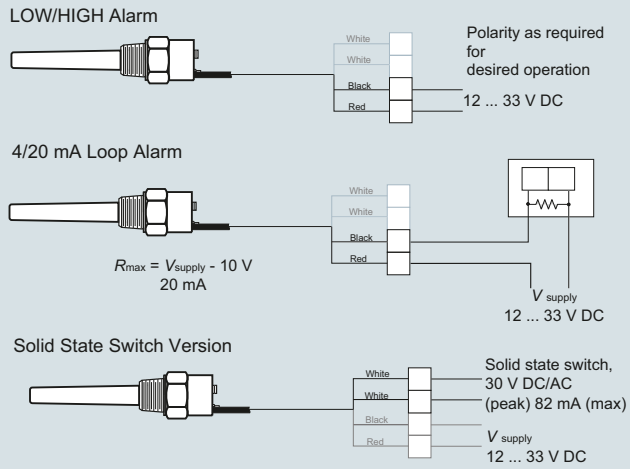 LOW/HIGH Alarm
White
White
Black
Red
Polarity as required
for
desired operation
12 ... 33 V DC
4/20 mA Loop Alarm
White
White
Black
Red
Rmax = Vsupply - 10 V
20 mA
V supply
12 ... 33 V DC
Solid State Switch Version
White
White
Black
Red
Solid state switch,
30 V DC/AC
(peak) 82 mA (max)
V supply
12 ... 33 V DC